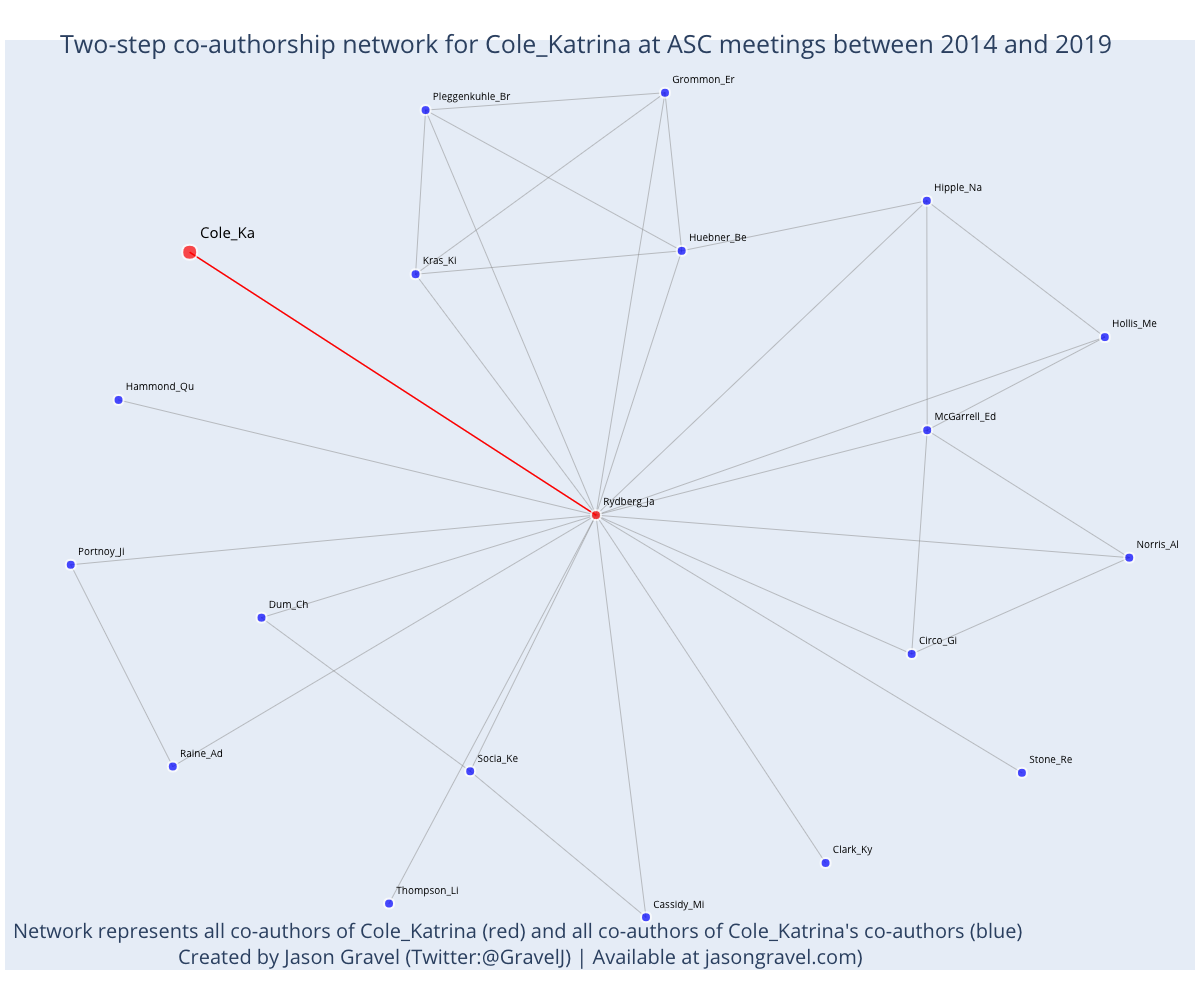 Two-step co-authorship network for Cole_Katrina at ASC meetings between 2014 and 2019
Grommon_Er
Pleggenkuhle_Br
Hipple_Na
Cole_Ka
Huebner_Be
Kras_Ki
Hollis_Me
Hammond_Qu
McGarrell_Ed
Rydberg_Ja
Norris_Al
Portnoy_Ji
Dum_Ch
Circo_Gi
Raine_Ad
Socia_Ke
Stone_Re
Clark_Ky
Thompson_Li
Cassidy_Mi
Network represents all co-authors of Cole_Katrina (red) and all co-authors of Cole_Katrina's co-authors (blue)
Created by Jason Gravel (Twitter:@GravelJ) | Available at jasongravel.com)